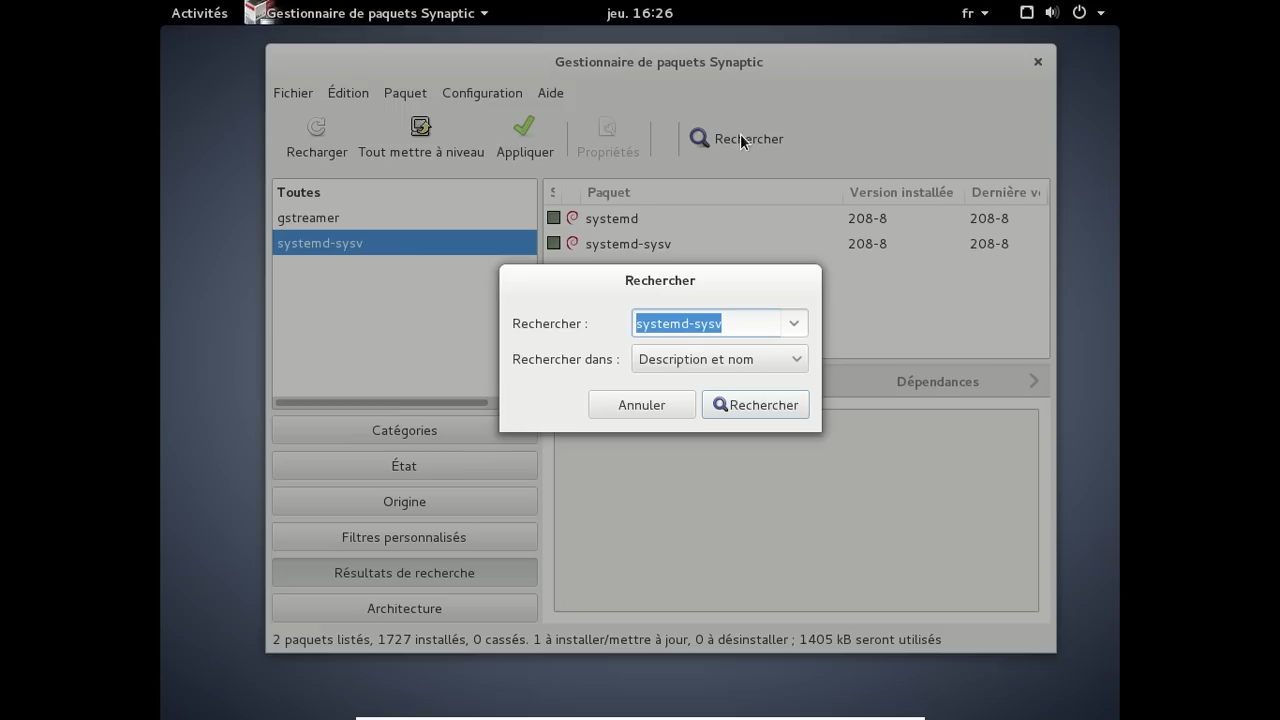 Activités Gestionnaire de paquets Synaptic jeu. 16:26 fr
Gestionnaire de paquets Synaptic
Fichier Édition Paquet Configuration Aide
Recharger Tout mettre à niveau Appliquer Propriétés Rechercher
Toutes
gstreamer
systemd-sysv
S Paquet Version installée Dernière v
systemd 208-8 208-8
systemd-sysv 208-8 208-8
Rechercher
Rechercher : systemd-sysv
Rechercher dans : Description et nom
Annuler Rechercher
Dépendances
Catégories
État
Origine
Filtres personnalisés
Résultats de recherche
Architecture
2 paquets listés, 1727 installés, 0 cassés. 1 à installer/mettre à jour, 0 à désinstaller ; 1405 kB seront utilisés